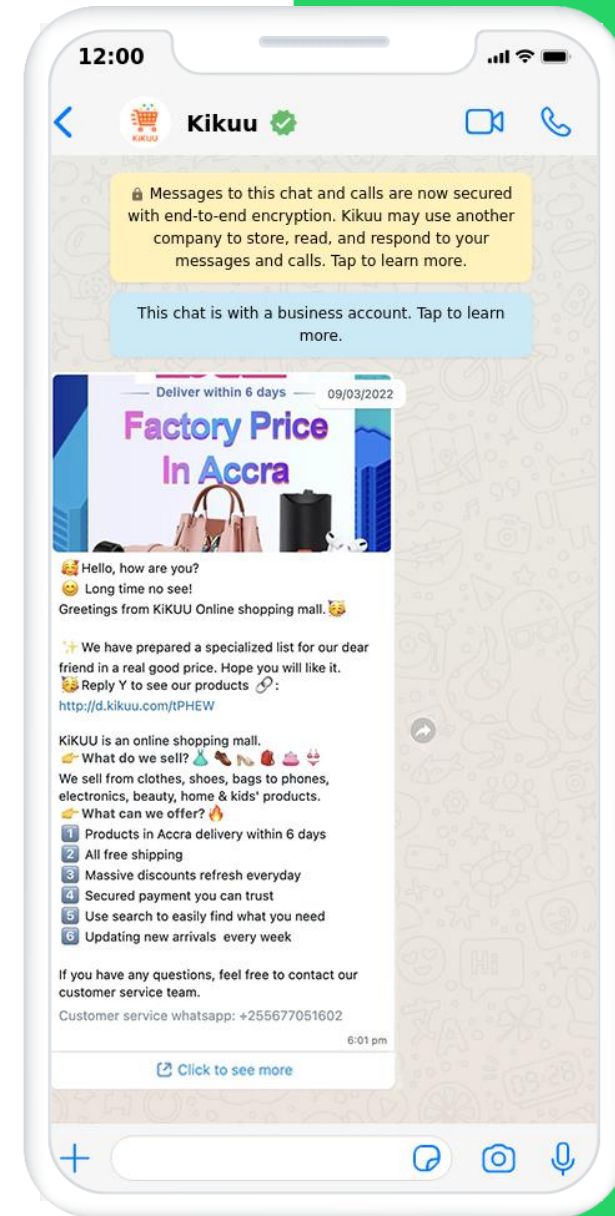 12:00
KiKUU
Kikuu
Messages to this chat and calls are now secured
with end-to-end encryption. Kikuu may use another
company to store, read, and respond to your
messages and calls. Tap to learn more.
This chat is with a business account. Tap to learn
more.
Deliver within 6 days
09/03/2022
Factory Price
In Accra
🥰 Hello, how are you?
😊 Long time no see!
Greetings from KiKUU Online shopping mall. 🥳
✨ We have prepared a specialized list for our dear
friend in a real good price. Hope you will like it.
🥳 Reply Y to see our products 🔗 :
http://d.kikuu.com/tPHEW
KiKUU is an online shopping mall.
👉 What do we sell? 👗 👞 👡 🎒 👛 👙
We sell from clothes, shoes, bags to phones,
electronics, beauty, home & kids' products.
👉 What can we offer? 🔥
1️⃣ Products in Accra delivery within 6 days
2️⃣ All free shipping
3️⃣ Massive discounts refresh everyday
4️⃣ Secured payment you can trust
5️⃣ Use search to easily find what you need
6️⃣ Updating new arrivals every week
If you have any questions, feel free to contact our
customer service team.
Customer service whatsapp: +255677051602
6:01 pm
Click to see more